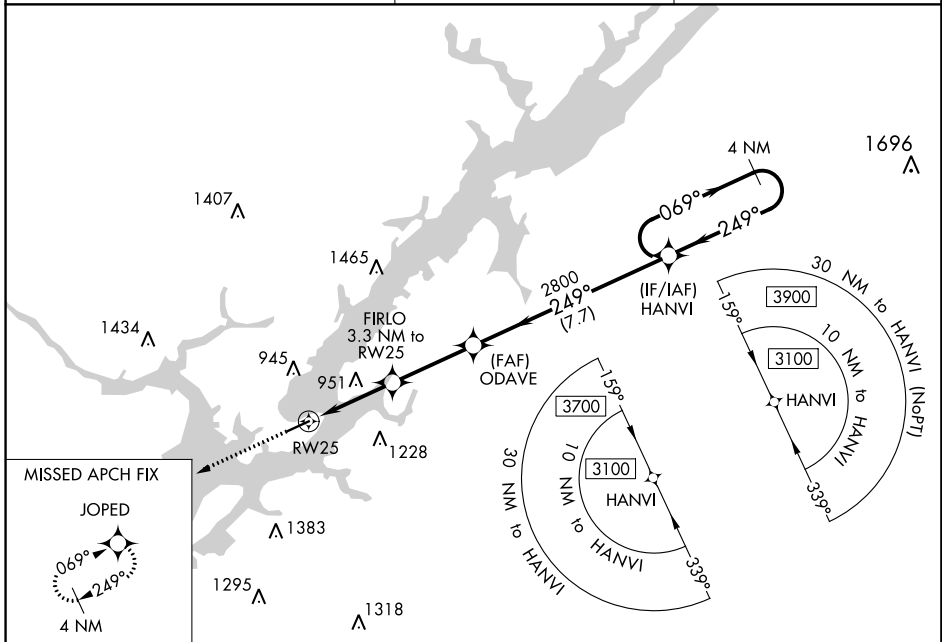 1696
4 NM
069°
249°
1407
1465
2800
249°
(7.7)
(IF/IAF)
HANVI
FIRLO
3.3 NM to
RW25
1434
945
951
(FAF)
ODAVE
RW25
1228
30 NM to HANVI (NoPT)
159°
3900
10 NM to HANVI
3100
HANVI
339°
159°
3700
30 NM to HANVI
10 NM to HANVI
3100
HANVI
339°
MISSED APCH FIX
JOPED
069°
249°
4 NM
1383
1295
1318